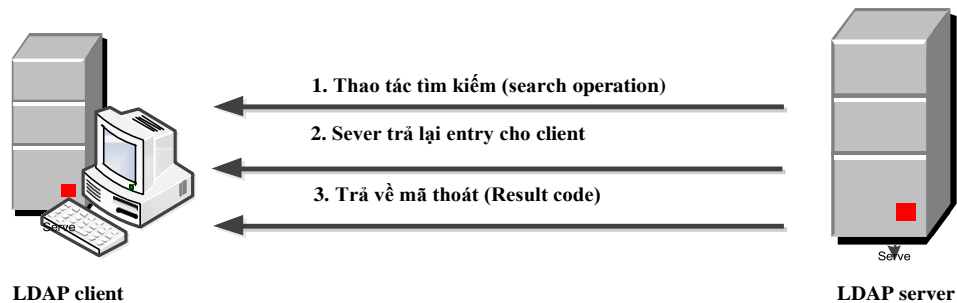 1. Thao tác tìm kiếm (search operation)
2. Sever trả lại entry cho client
3. Trả về mã thoát (Result code)
Serve
Serve
LDAP client
LDAP server